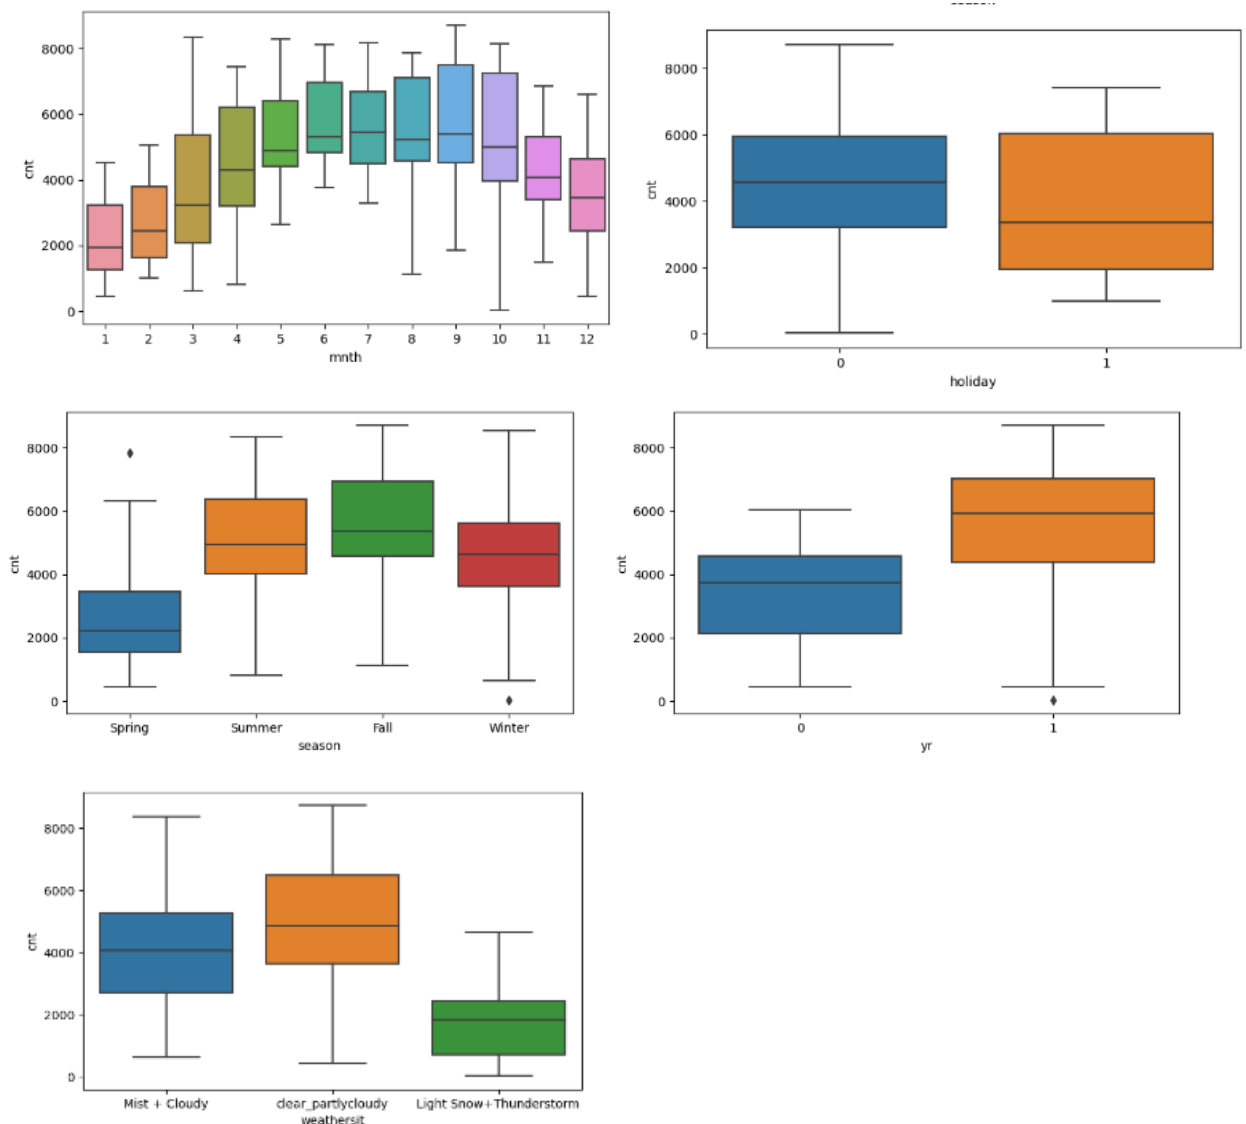 season
8000
6000
4000
2000
0
cnt
1 2 3 4 5 6 7 8 9 10 11 12
mnth
8000
6000
4000
2000
0
cnt
0 1
holiday
8000
6000
4000
2000
0
cnt
Spring Summer Fall Winter
season
8000
6000
4000
2000
0
cnt
0 1
yr
8000
6000
4000
2000
0
cnt
Mist + Cloudy clear_partlycloudy Light Snow+Thunderstorm
weathersit